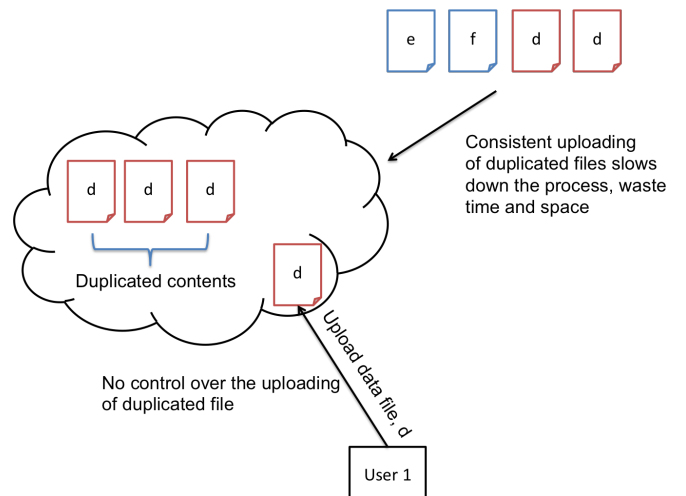 e f d d
Consistent uploading
of duplicated files slows
down the process, waste
time and space
d d d
Duplicated contents
d
Upload data file, d
No control over the uploading
of duplicated file
User 1